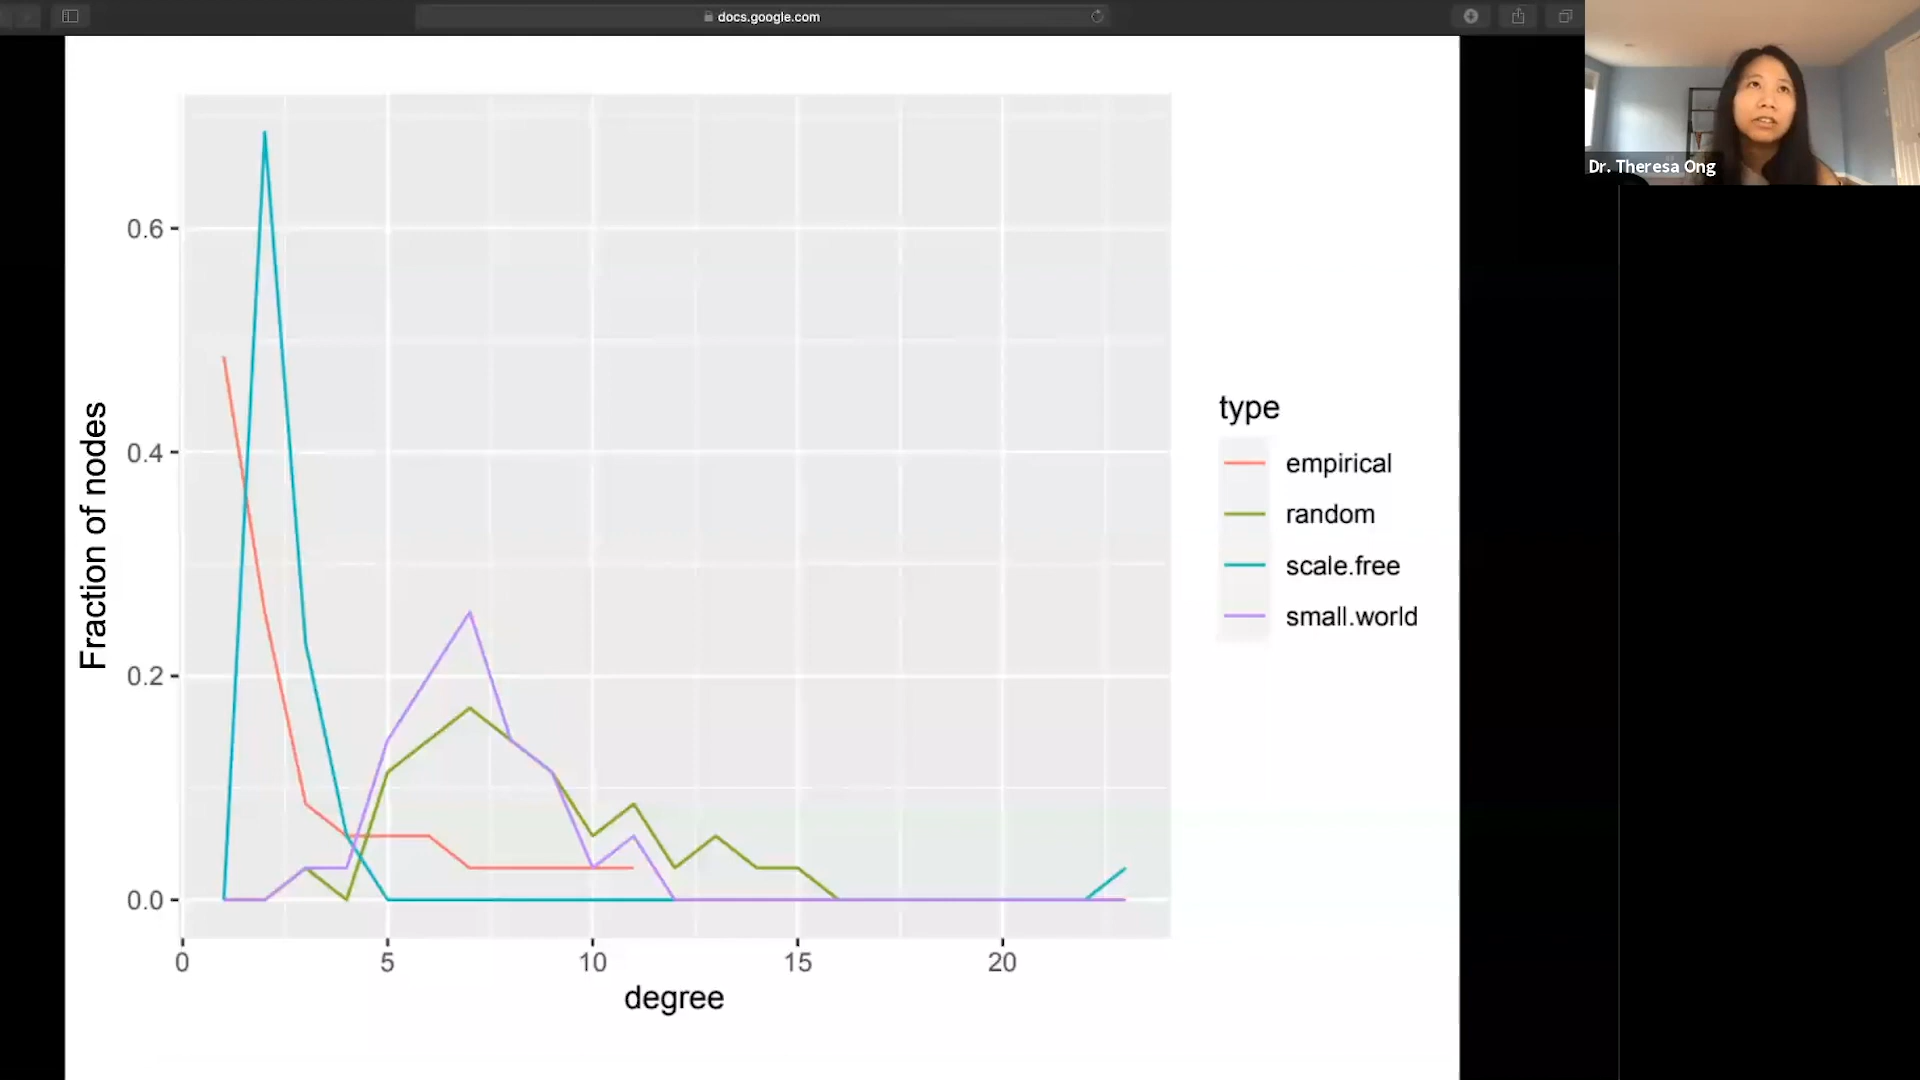 docs.google.com
Dr. Theresa Ong
0.6
0.4
0.2
0.0
Fraction of nodes
0
5
10
15
20
degree
type
empirical
random
scale.free
small.world